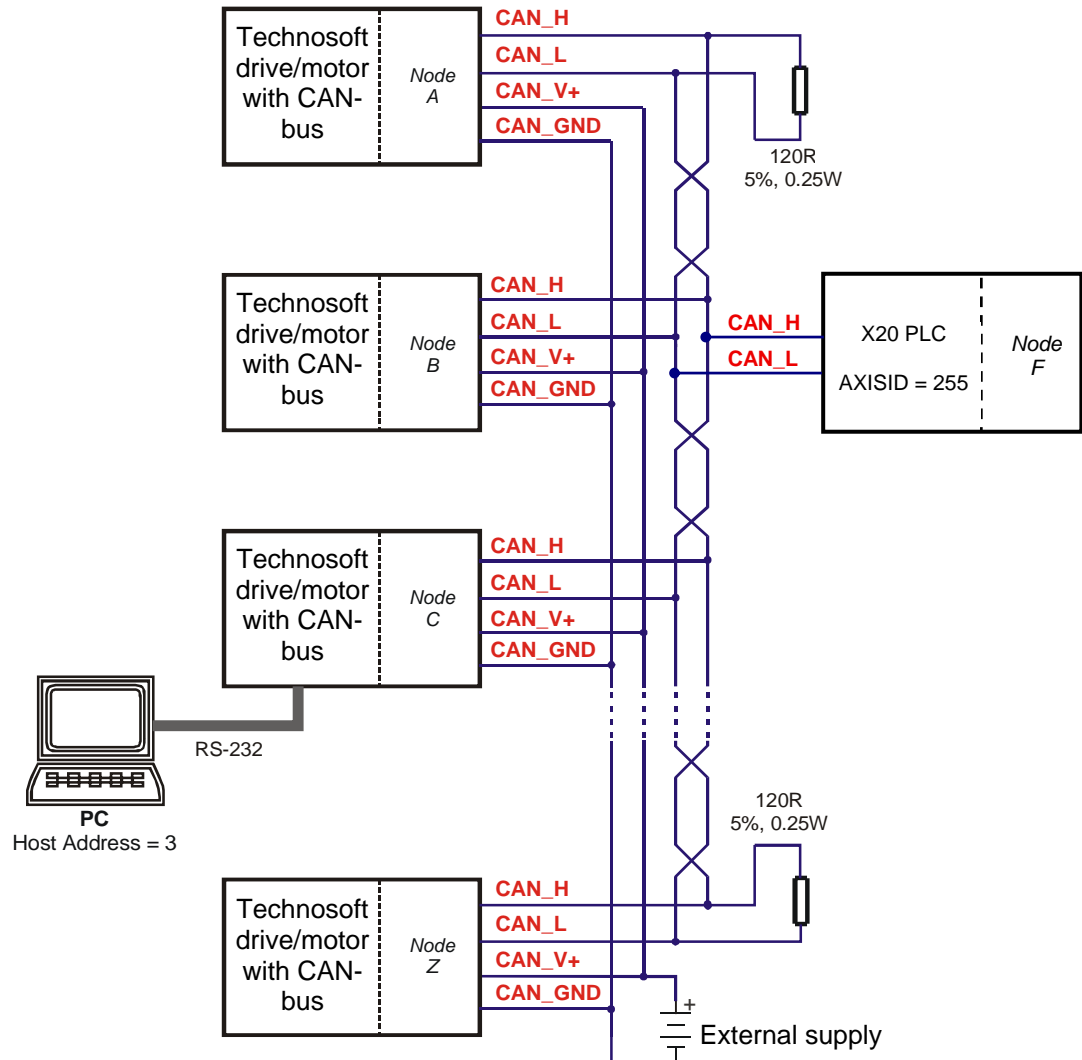 Technosoft
drive/motor
with CAN-
bus
Node
A
CAN_H
CAN_L
CAN_V+
CAN_GND
120R
5%, 0.25W
Technosoft
drive/motor
with CAN-
bus
Node
B
CAN_H
CAN_L
CAN_V+
CAN_GND
CAN_H
CAN_L
X20 PLC
AXISID = 255
Node
F
Technosoft
drive/motor
with CAN-
bus
Node
C
CAN_H
CAN_L
CAN_V+
CAN_GND
RS-232
PC
Host Address = 3
120R
5%, 0.25W
Technosoft
drive/motor
with CAN-
bus
Node
Z
CAN_H
CAN_L
CAN_V+
CAN_GND
+
External supply